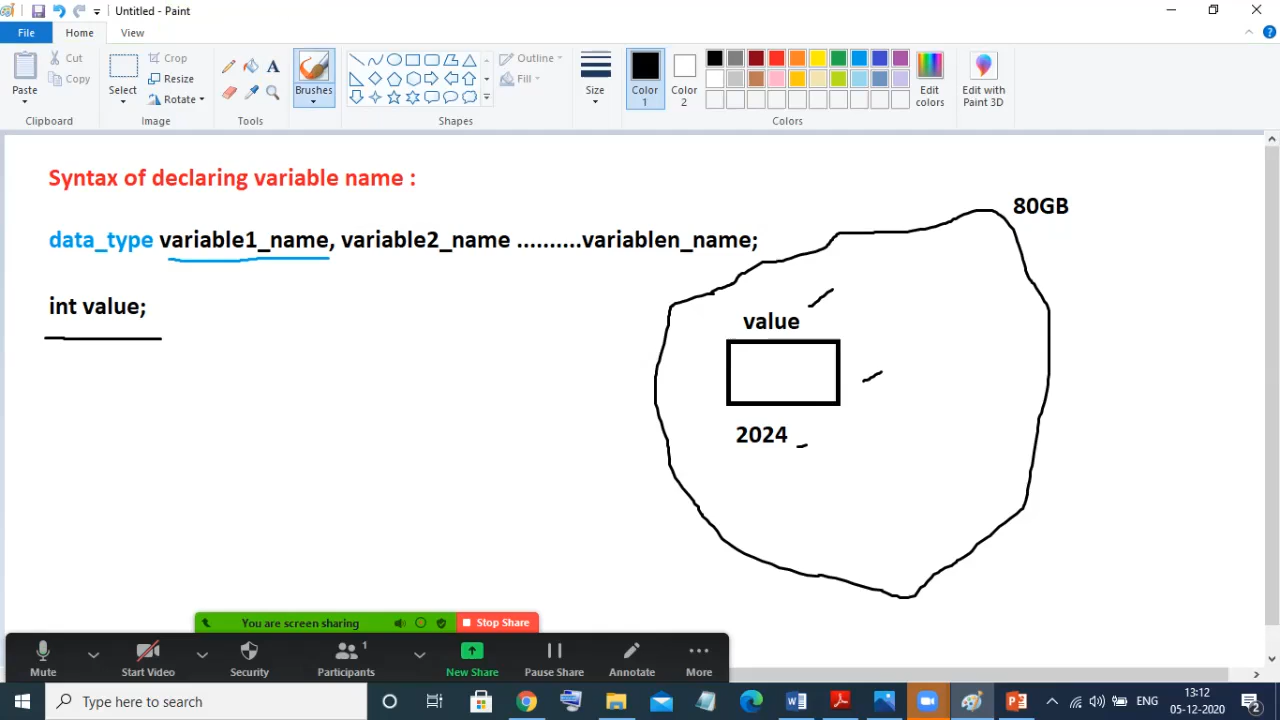 Untitled - Paint
File Home View
Paste
Cut
Copy
Clipboard
Select
Crop
Resize
Rotate
Image
Tools
Brushes
Shapes
Outline
Fill
Size
Color 1
Color 2
Colors
Edit colors
Edit with Paint 3D
Syntax of declaring variable name :
80GB
data_type variable1_name, variable2_name ..........variablen_name;
int value;
value
2024
You are screen sharing Stop Share
Mute Start Video Security Participants 1 New Share Pause Share Annotate More
Type here to search
ENG
13:12
05-12-2020
2